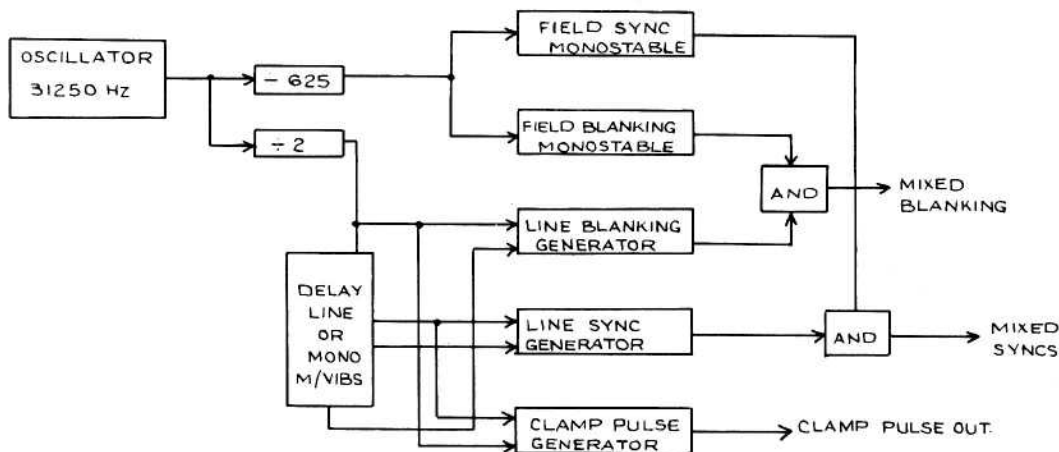 OSCILLATOR
31250 Hz
- 625
÷ 2
FIELD SYNC
MONOSTABLE
FIELD BLANKING
MONOSTABLE
AND
MIXED
BLANKING
LINE BLANKING
GENERATOR
DELAY
LINE
OR
MONO
M/VIBS
LINE SYNC
GENERATOR
AND
MIXED
SYNCS
CLAMP PULSE
GENERATOR
CLAMP PULSE OUT.